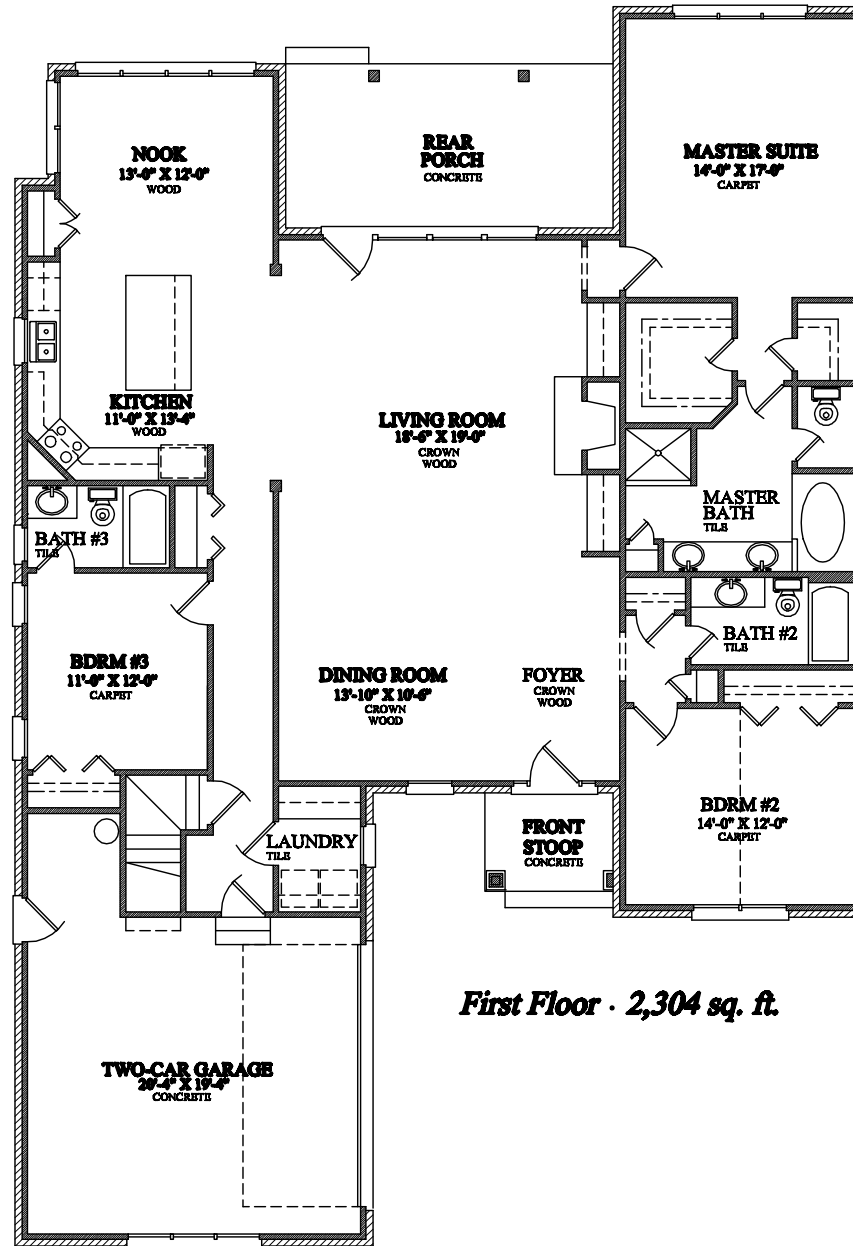 NOOK
13'-0" X 12'-0"
WOOD
REAR
PORCH
CONCRETE
MASTER SUITE
14'-0" X 17'-0"
CARPET
KITCHEN
11'-0" X 13'-4"
WOOD
LIVING ROOM
18'-6" X 19'-0"
CROWN
WOOD
MASTER
BATH
TILE
BATH #3
TILE
BATH #2
TILE
BDRM #3
11'-0" X 12'-0"
CARPET
DINING ROOM
13'-10" X 10'-6"
CROWN
WOOD
FOYER
CROWN
WOOD
BDRM #2
14'-0" X 12'-0"
CARPET
LAUNDRY
TILE
FRONT
STOOP
CONCRETE
First Floor · 2,304 sq. ft.
TWO-CAR GARAGE
20'-4" X 19'-4"
CONCRETE